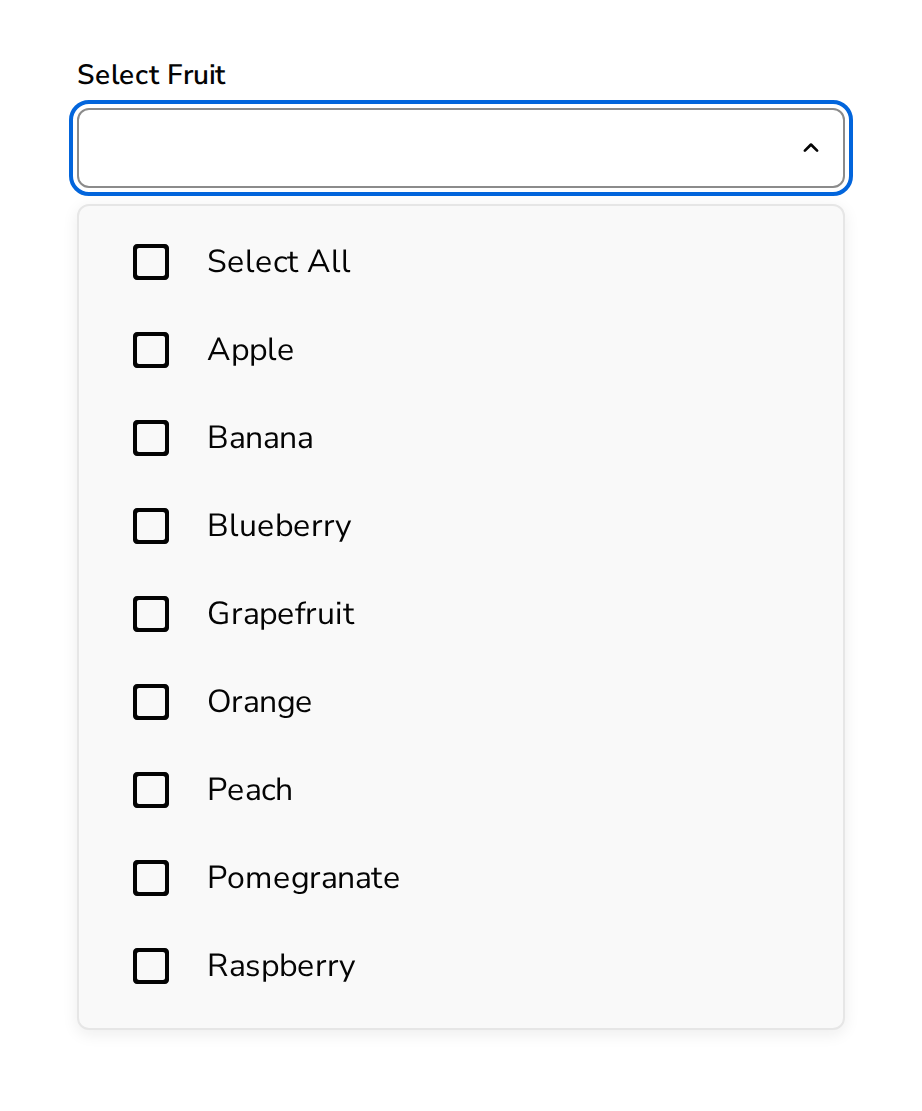 Select Fruit
Select All
Apple
Banana
Blueberry
Grapefruit
Orange
Peach
Pomegranate
Raspberry